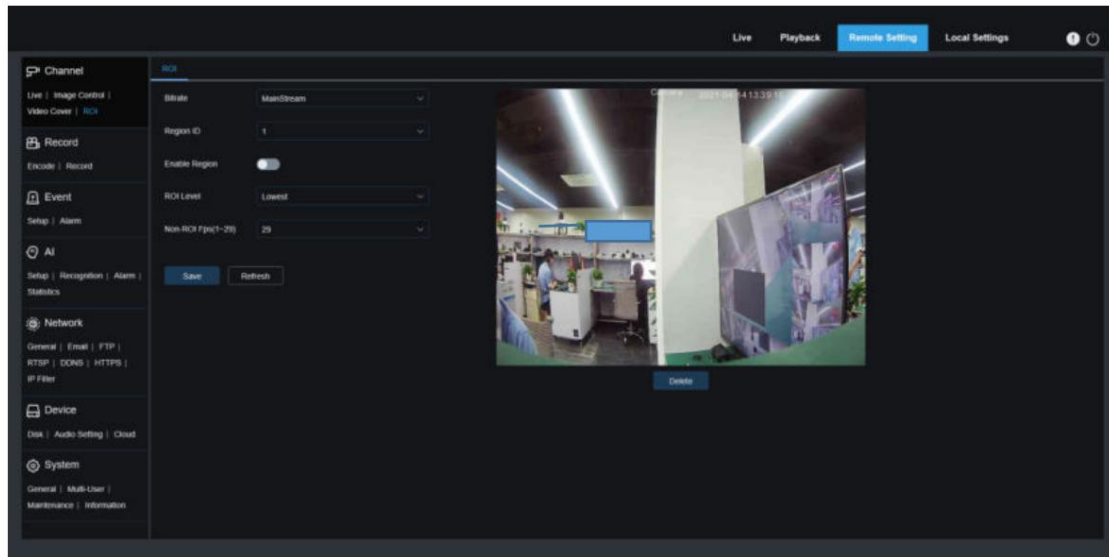 Live Playback Remote Setting Local Settings
Channel
Live | Image Control |
Video Cover | ROI
Record
Encode | Record
Event
Setup | Alarm
AI
Setup | Recognition | Alarm |
Statistics
Network
General | Email | FTP |
RTSP | DDNS | HTTPS |
IP Filter
Device
Disk | Audio Setting | Cloud
System
General | Multi-User |
Maintenance | Information
ROI
Bitrate MainStream
Region ID 1
Enable Region
ROI Level Lowest
Non-ROI Fps(1~29) 29
Save Refresh
Camera
Delete